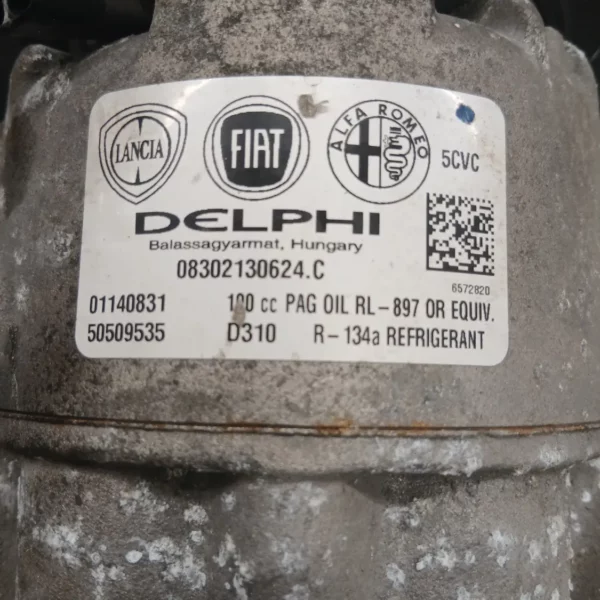 LANCIA
FIAT
ALFA ROMEO
5CVC
DELPHI
Balassagyarmat, Hungary
08302130624.C
6572820
01140831 180 cc PAG OIL RL-897 OR EQUIV.
50509535 D310 R-134a REFRIGERANT